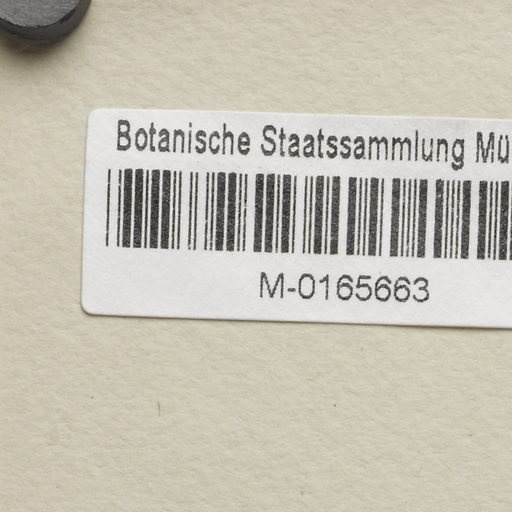 Botanische Staatssammlung Mü
M-0165663